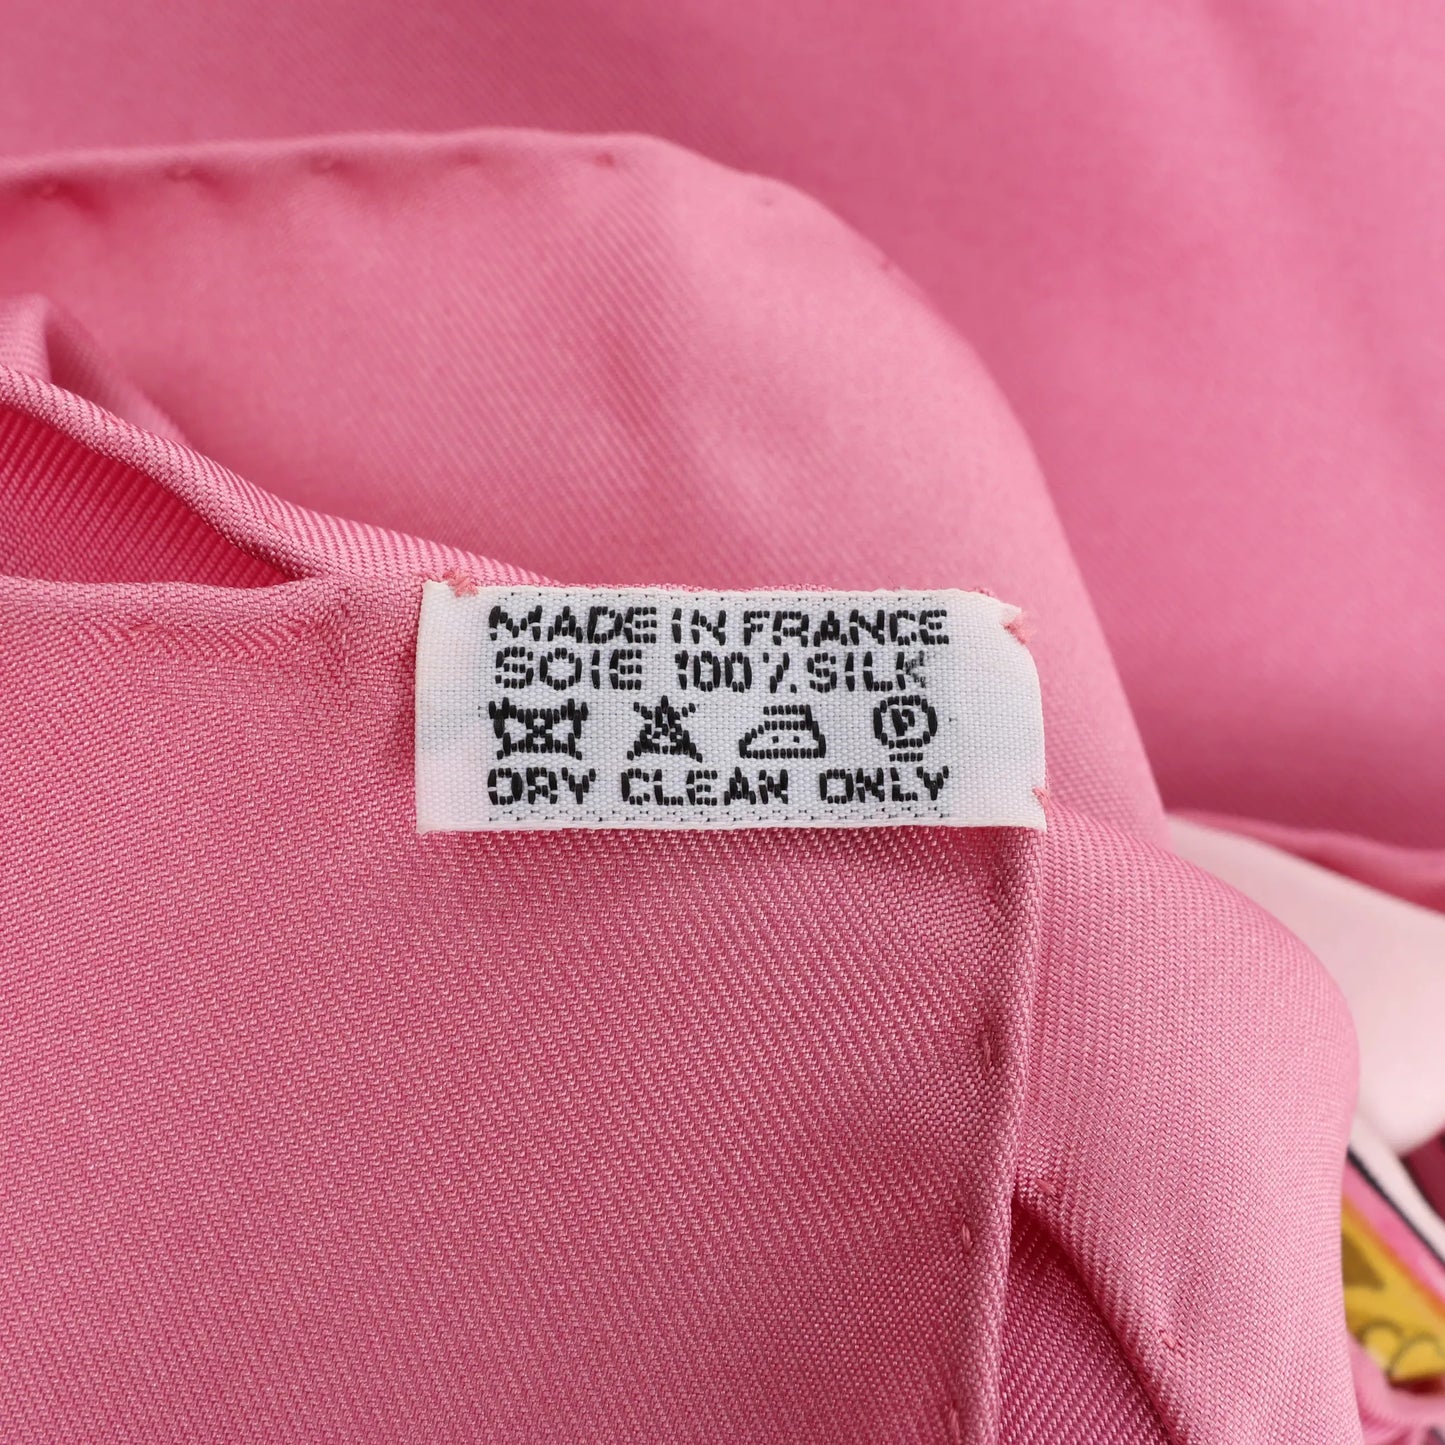 MADE IN FRANCE
SOIE 100% SILK
P
DRY CLEAN ONLY